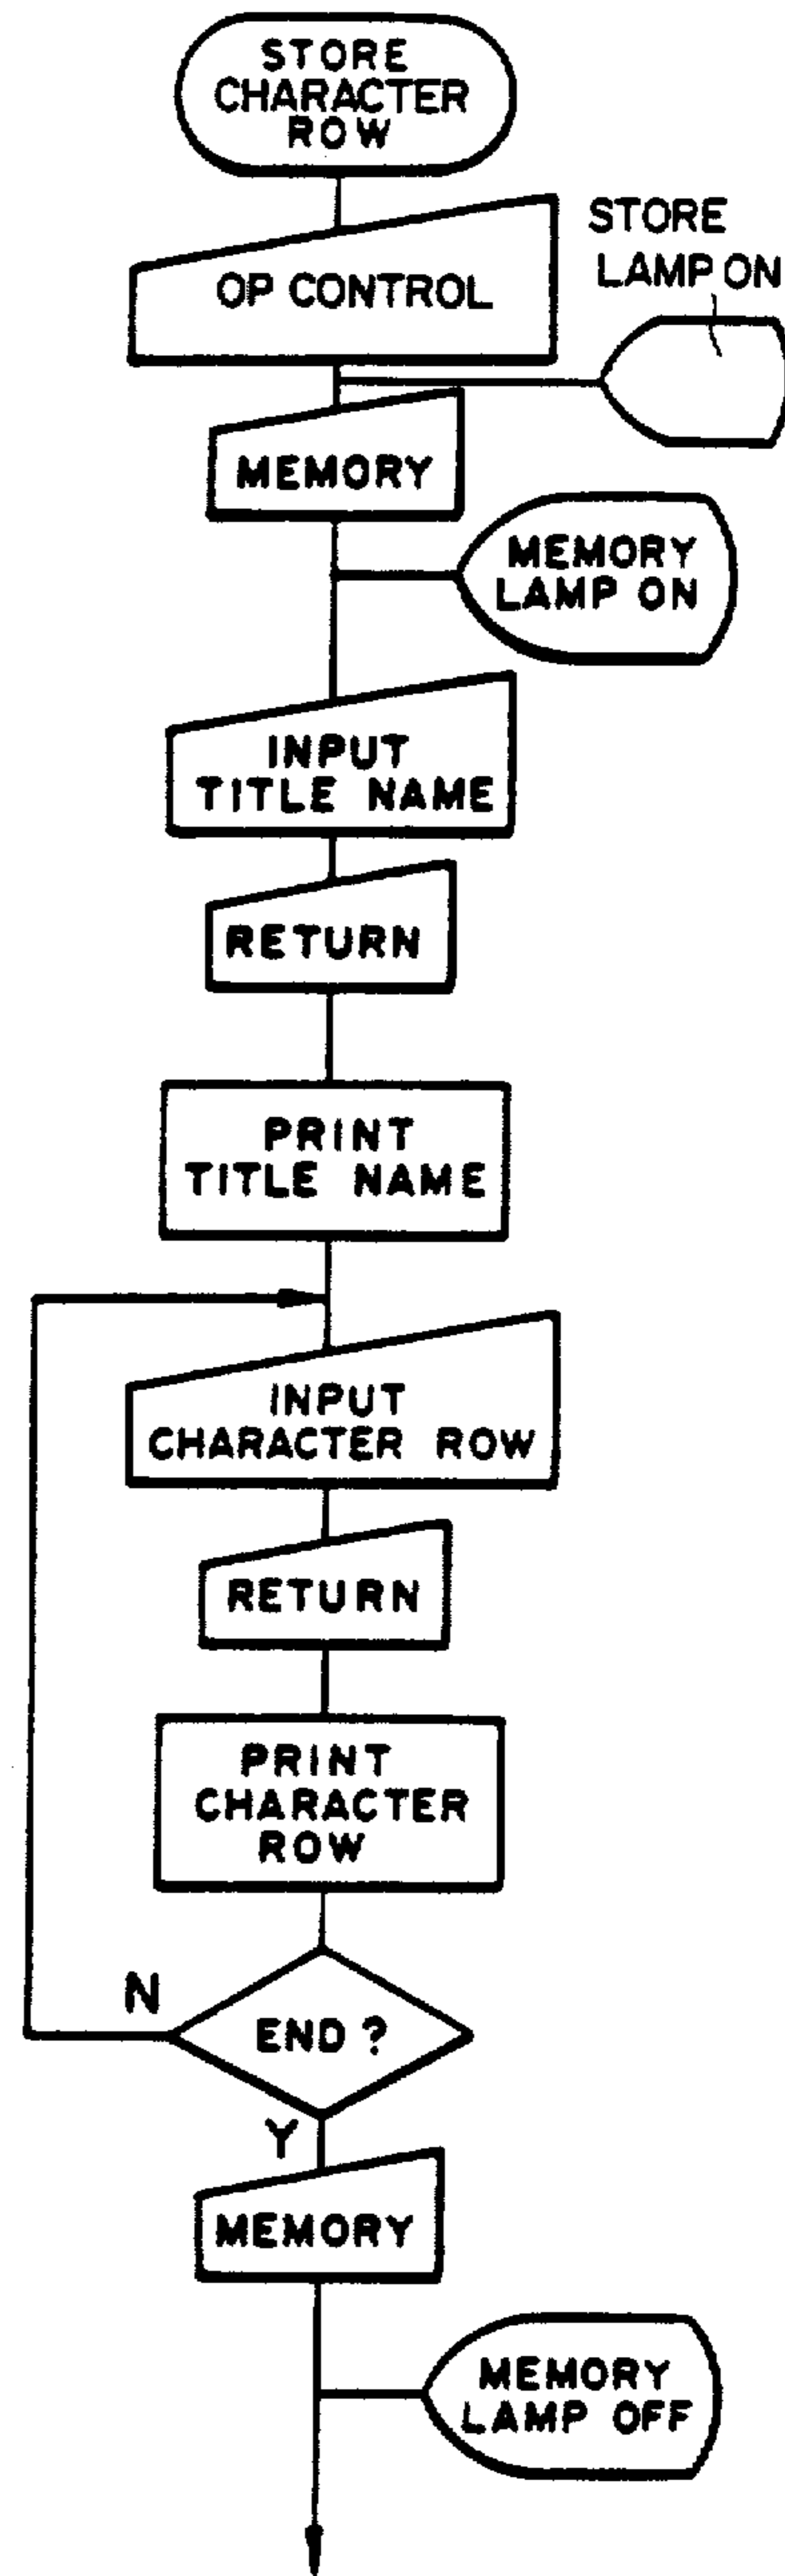 STORE
CHARACTER
ROW
OP CONTROL
STORE
LAMP ON
MEMORY
MEMORY
LAMP ON
INPUT
TITLE NAME
RETURN
PRINT
TITLE NAME
INPUT
CHARACTER ROW
RETURN
PRINT
CHARACTER
ROW
N
END ?
Y
MEMORY
MEMORY
LAMP OFF